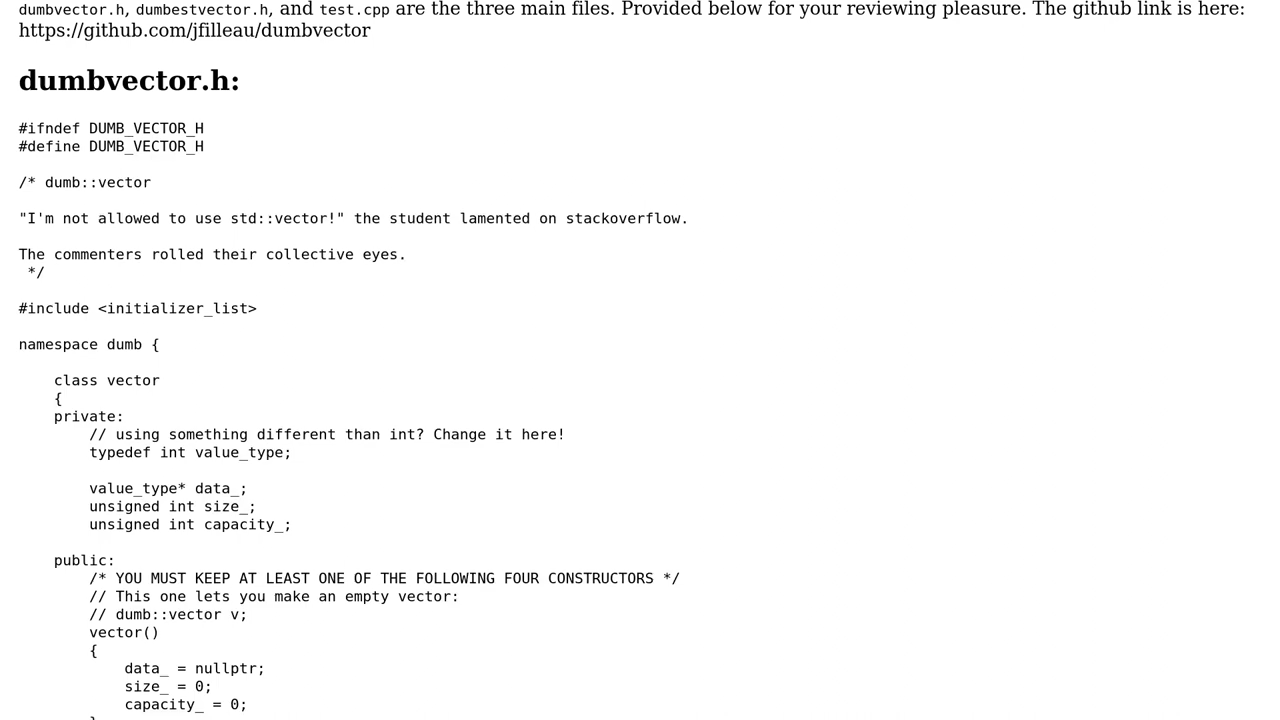 dumbvector.h, dumbestvector.h, and test.cpp are the three main files. Provided below for your reviewing pleasure. The github link is here:
https://github.com/jfilleau/dumbvector
dumbvector.h:
#ifndef DUMB_VECTOR_H
#define DUMB_VECTOR_H
/* dumb::vector
"I'm not allowed to use std::vector!" the student lamented on stackoverflow.
The commenters rolled their collective eyes.
 */
#include <initializer_list>
namespace dumb {
    class vector
    {
    private:
        // using something different than int? Change it here!
        typedef int value_type;
        value_type* data_;
        unsigned int size_;
        unsigned int capacity_;
    public:
        /* YOU MUST KEEP AT LEAST ONE OF THE FOLLOWING FOUR CONSTRUCTORS */
        // This one lets you make an empty vector:
        // dumb::vector v;
        vector()
        {
            data_ = nullptr;
            size_ = 0;
            capacity_ = 0;
        }